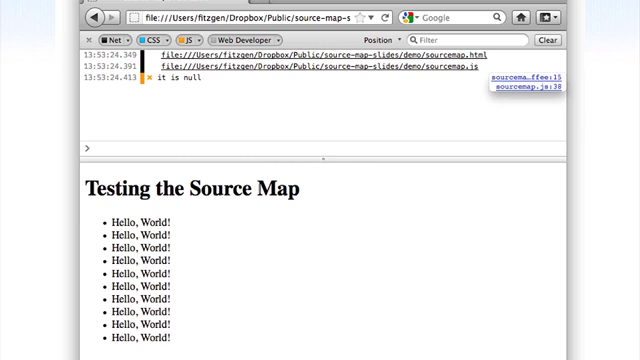 file:///Users/fitzgen/Dropbox/Public/source-map-s
Google
Net
CSS
JS
Web Developer
Position
Filter
Clear
13:53:24.349 file:///Users/fitzgen/Dropbox/Public/source-map-slides/demo/sourcemap.html
13:53:24.391 file:///Users/fitzgen/Dropbox/Public/source-map-slides/demo/sourcemap.js
13:53:24.413 it is null
sourcema…ffee:15
sourcemap.js:38
Testing the Source Map
Hello, World!
Hello, World!
Hello, World!
Hello, World!
Hello, World!
Hello, World!
Hello, World!
Hello, World!
Hello, World!
Hello, World!